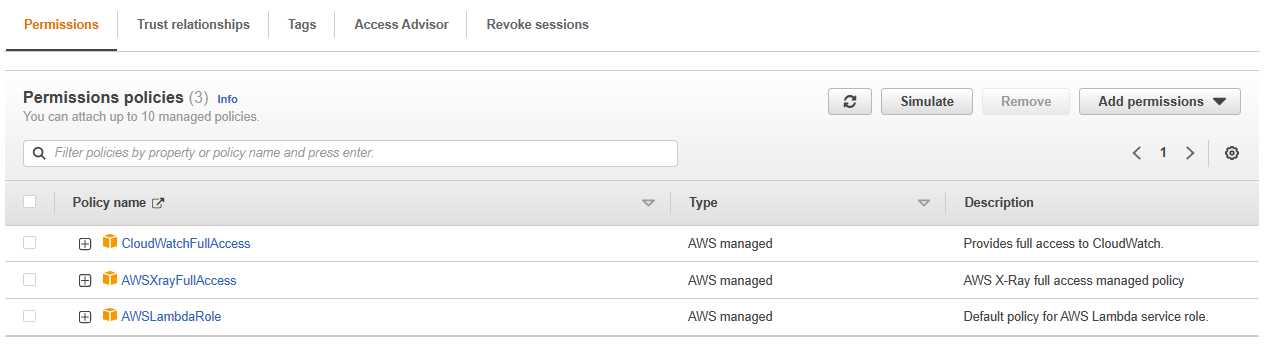 Permissions Trust relationships Tags Access Advisor Revoke sessions
Permissions policies (3) Info
You can attach up to 10 managed policies.
Simulate Remove Add permissions
Filter policies by property or policy name and press enter.
1
Policy name Type Description
CloudWatchFullAccess AWS managed Provides full access to CloudWatch.
AWSXrayFullAccess AWS managed AWS X-Ray full access managed policy
AWSLambdaRole AWS managed Default policy for AWS Lambda service role.